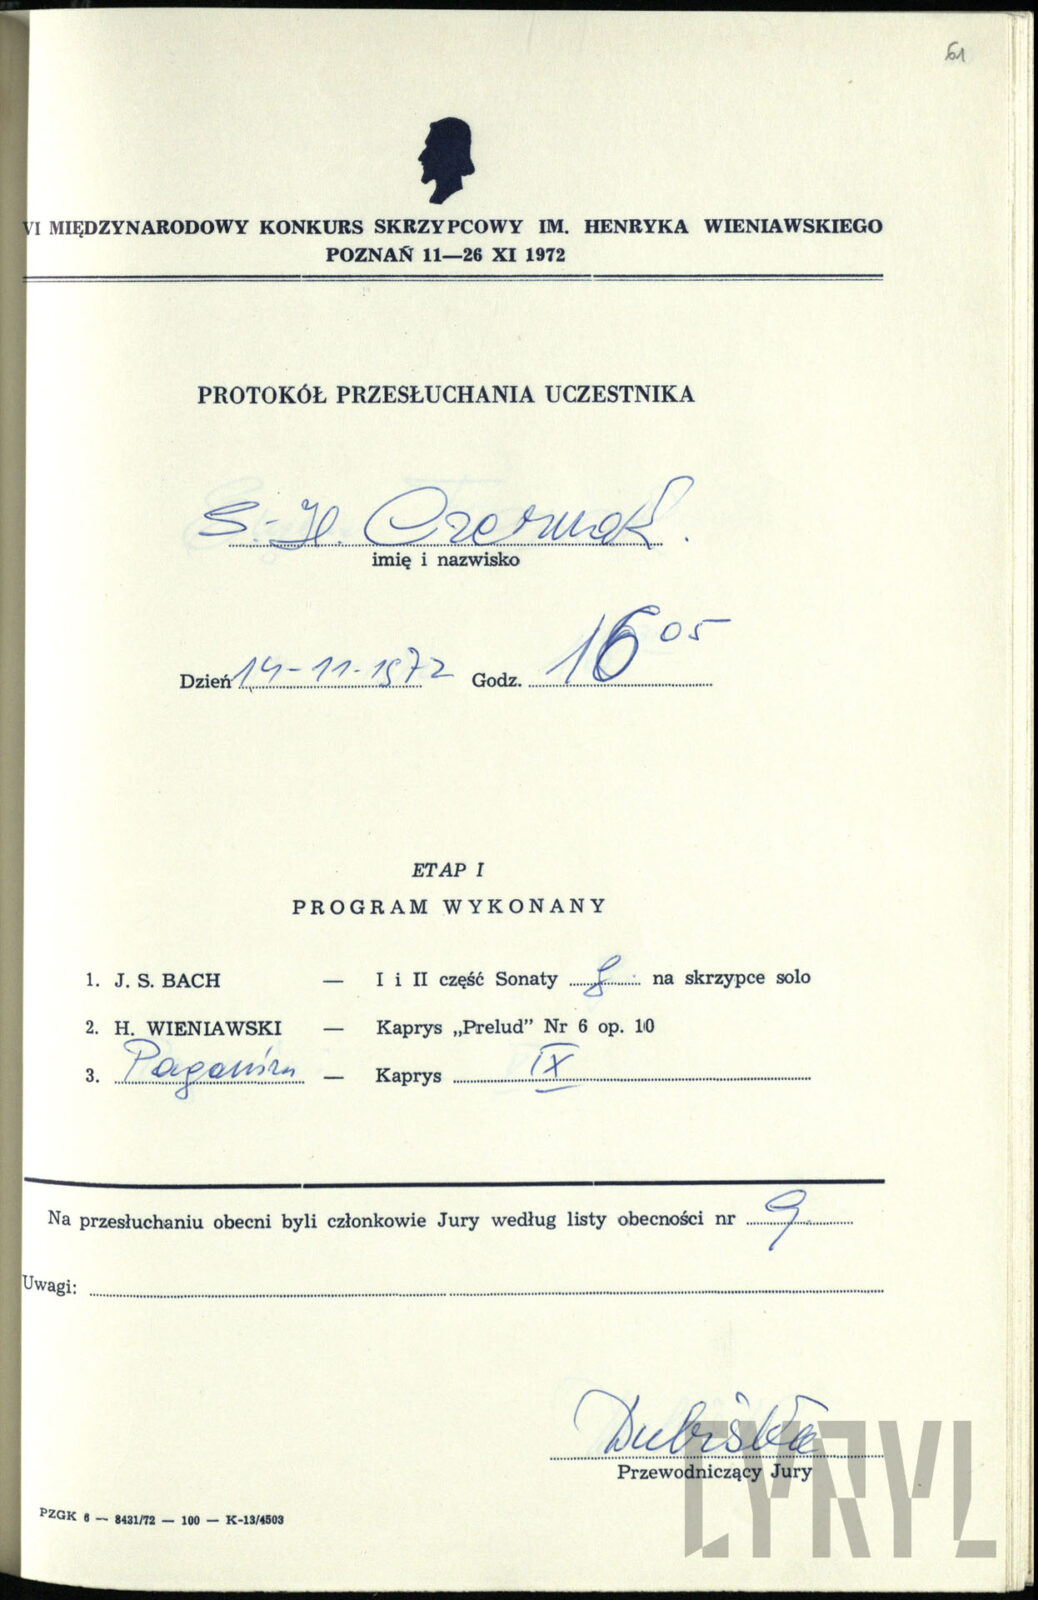 61
VI MIĘDZYNARODOWY KONKURS SKRZYPCOWY IM. HENRYKA WIENIAWSKIEGO
POZNAŃ 11—26 XI 1972
PROTOKÓŁ PRZESŁUCHANIA UCZESTNIKA
S.-H. Czermak.
imię i nazwisko
Dzień 14-11-1972 Godz. 16 05
ETAP I
PROGRAM WYKONANY
1. J. S. BACH — I i II część Sonaty g na skrzypce solo
2. H. WIENIAWSKI — Kaprys „Prelud” Nr 6 op. 10
3. Paganini — Kaprys IX
Na przesłuchaniu obecni byli członkowie Jury według listy obecności nr 9
Uwagi:
Dubiska
Przewodniczący Jury
PZGK 6 — 8431/72 — 100 — K-13/4503
CYRYL